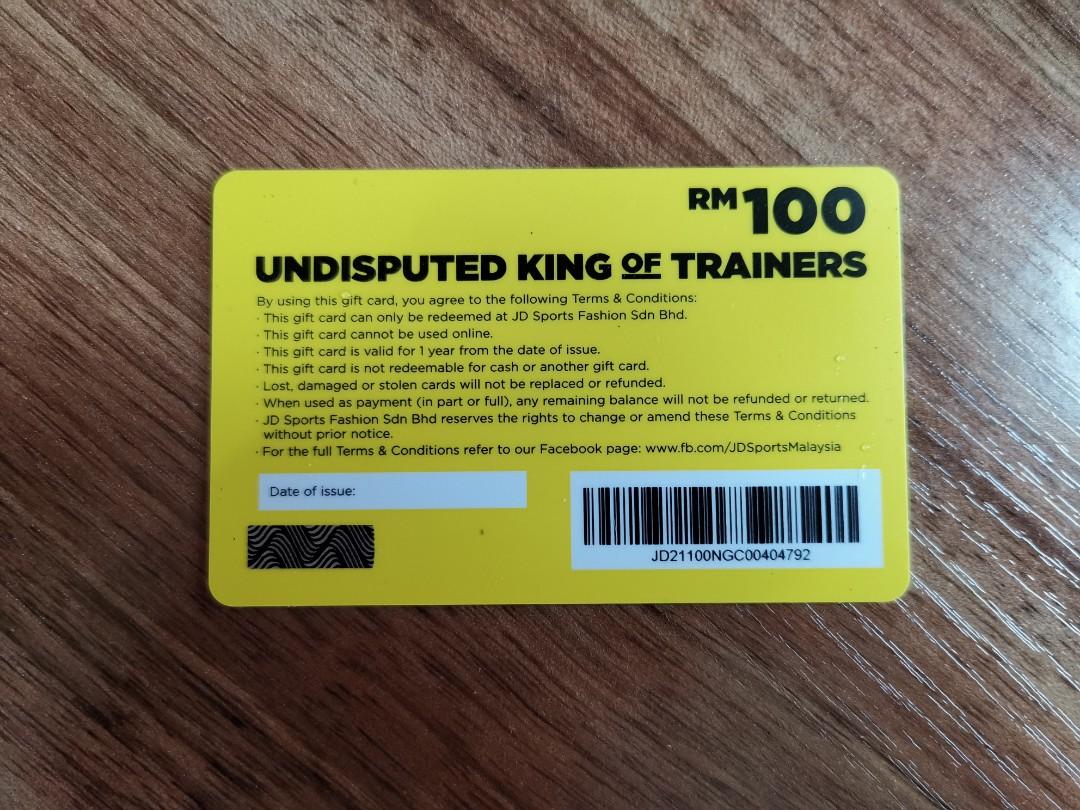 RM100
UNDISPUTED KING OF TRAINERS
By using this gift card, you agree to the following Terms & Conditions:
· This gift card can only be redeemed at JD Sports Fashion Sdn Bhd.
· This gift card cannot be used online.
· This gift card is valid for 1 year from the date of issue.
· This gift card is not redeemable for cash or another gift card.
· Lost, damaged or stolen cards will not be replaced or refunded.
· When used as payment (in part or full), any remaining balance will not be refunded or returned.
· JD Sports Fashion Sdn Bhd reserves the rights to change or amend these Terms & Conditions
without prior notice.
· For the full Terms & Conditions refer to our Facebook page: www.fb.com/JDSportsMalaysia
Date of issue:
JD21100NGC00404792